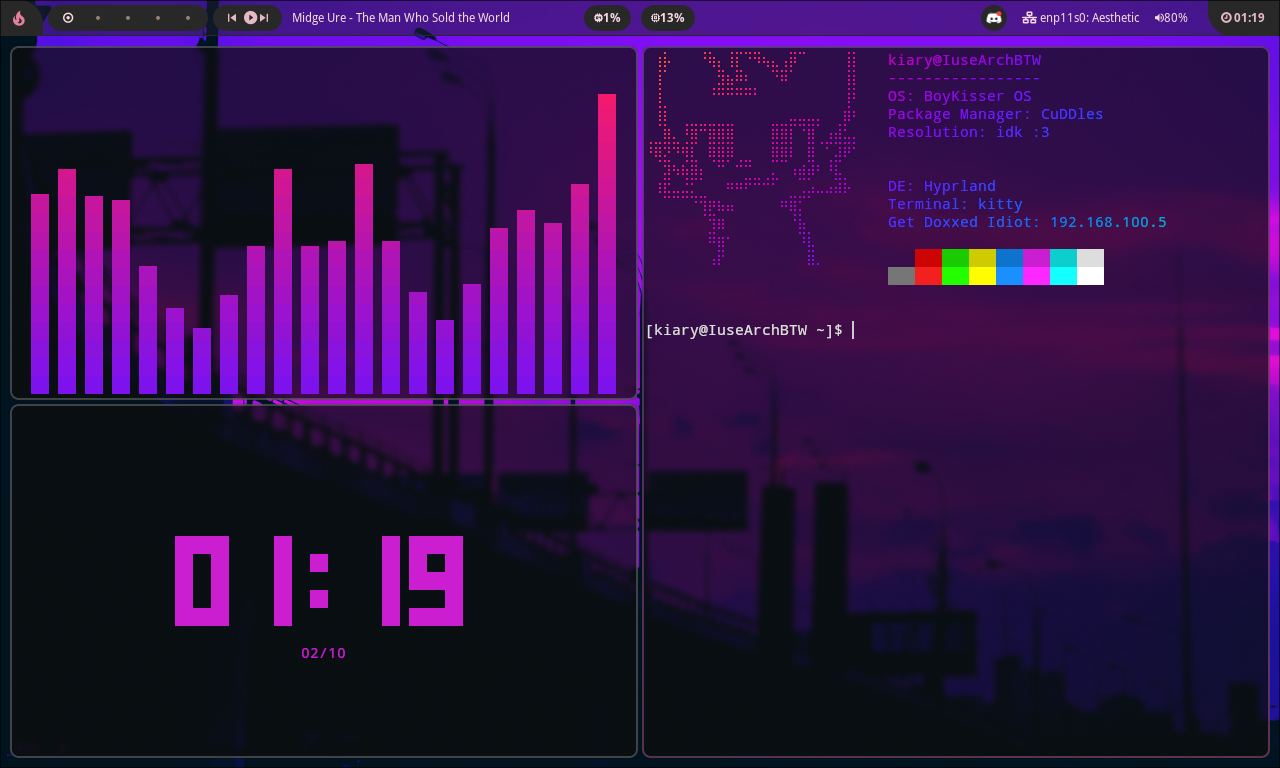 Midge Ure - The Man Who Sold the World
1%
13%
enp11s0: Aesthetic
80%
01:19
kiary@IuseArchBTW
-----------------
OS: BoyKisser OS
Package Manager: CuDDles
Resolution: idk :3
DE: Hyprland
Terminal: kitty
Get Doxxed Idiot: 192.168.100.5
[kiary@IuseArchBTW ~]$
01:19
02/10